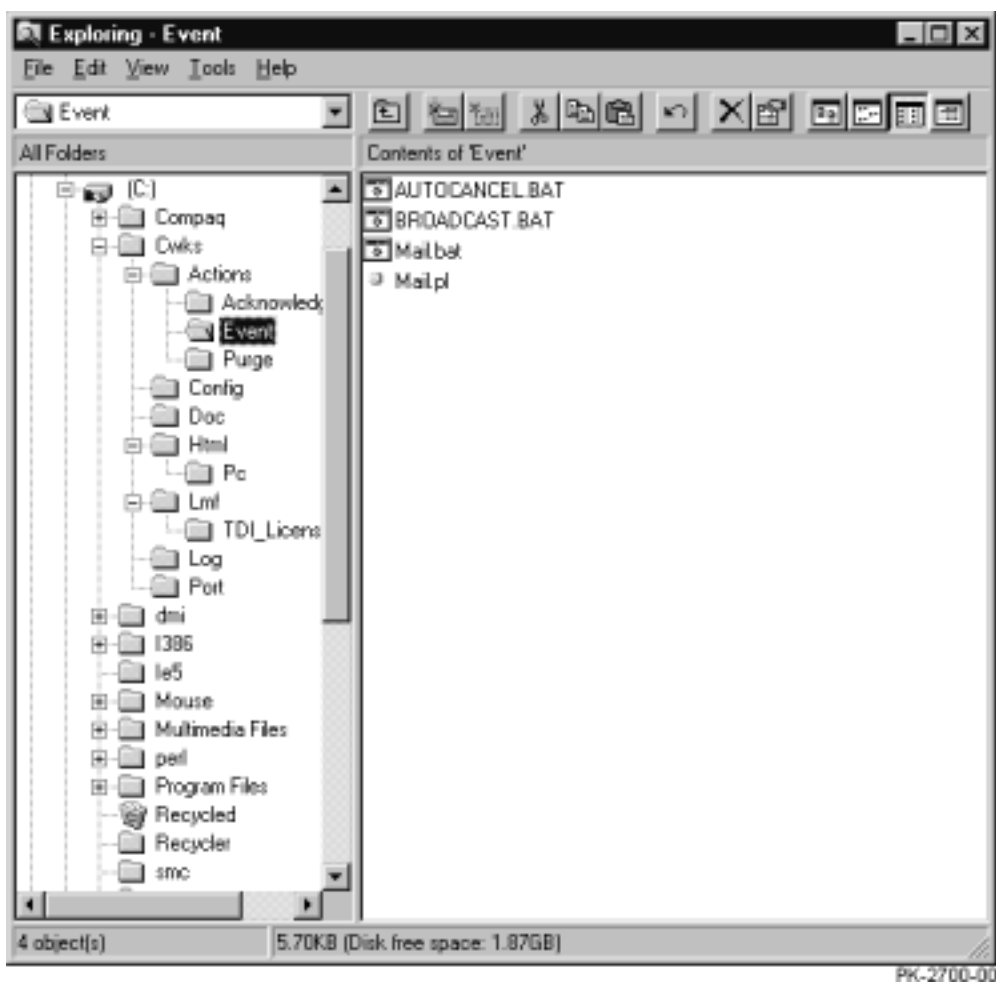 Exploring - Event
File Edit View Tools Help
Event
All Folders
Contents of 'Event'
(C:)
Compaq
Cwks
Actions
Acknowledg
Event
Purge
Config
Doc
Html
Pc
Lmf
TDI_Licens
Log
Port
dmi
I386
Ie5
Mouse
Multimedia Files
perl
Program Files
Recycled
Recycler
smc
AUTOCANCEL.BAT
BROADCAST.BAT
Mail.bat
Mail.pl
4 object(s)
5.70KB (Disk free space: 1.87GB)
PK-2700-00